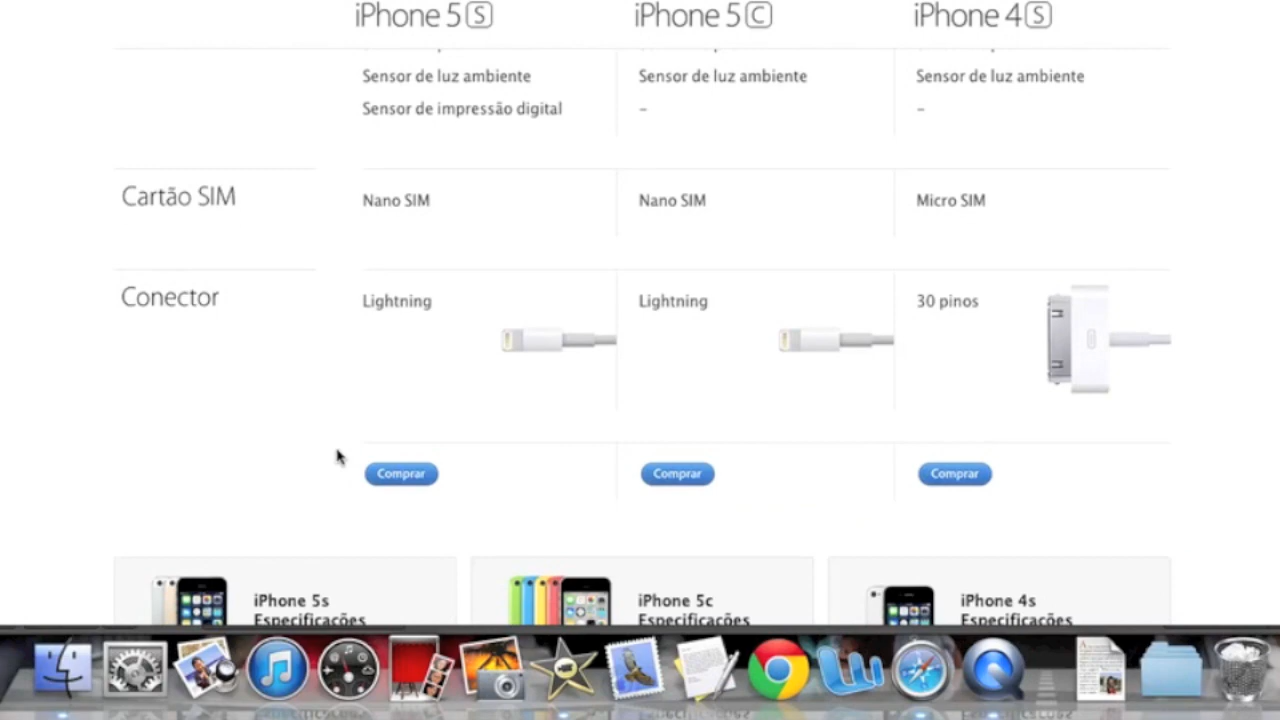 iPhone 5S iPhone 5C iPhone 4S
Sensor de luz ambiente Sensor de luz ambiente Sensor de luz ambiente
Sensor de impressão digital – –
Cartão SIM Nano SIM Nano SIM Micro SIM
Conector Lightning Lightning 30 pinos
Comprar Comprar Comprar
iPhone 5s iPhone 5c iPhone 4s
Especificações Especificações Especificações